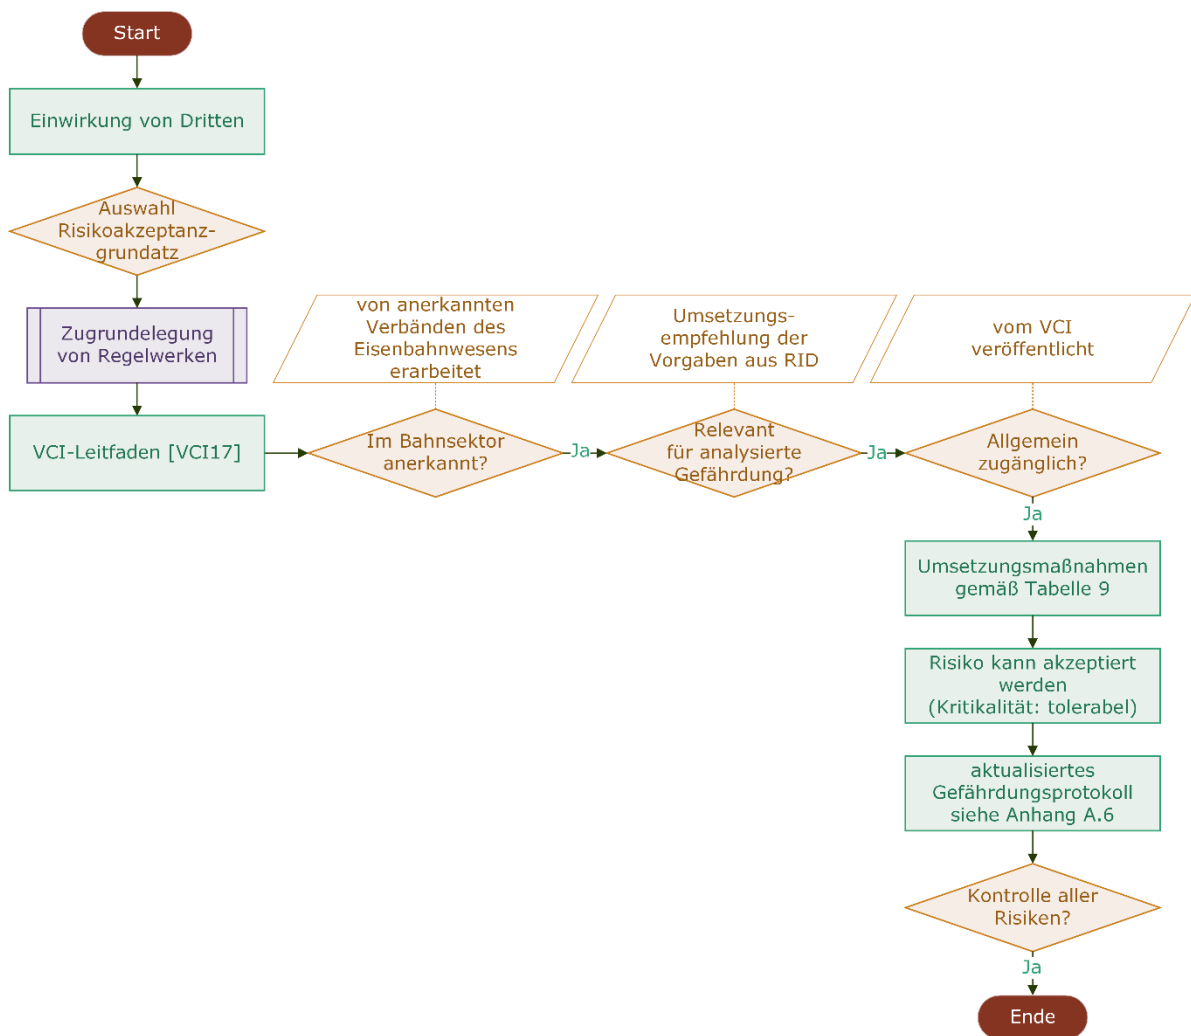 Start
Einwirkung von Dritten
Auswahl
Risikoakzeptanz-
grundatz
Zugrundelegung
von Regelwerken
VCI-Leitfaden [VCI17]
von anerkannten
Verbänden des
Eisenbahnwesens
erarbeitet
Im Bahnsektor
anerkannt?
Ja
Umsetzungs-
empfehlung der
Vorgaben aus RID
Relevant
für analysierte
Gefährdung?
Ja
vom VCI
veröffentlicht
Allgemein
zugänglich?
Ja
Umsetzungsmaßnahmen
gemäß Tabelle 9
Risiko kann akzeptiert
werden
(Kritikalität: tolerabel)
aktualisiertes
Gefährdungsprotokoll
siehe Anhang A.6
Kontrolle aller
Risiken?
Ja
Ende